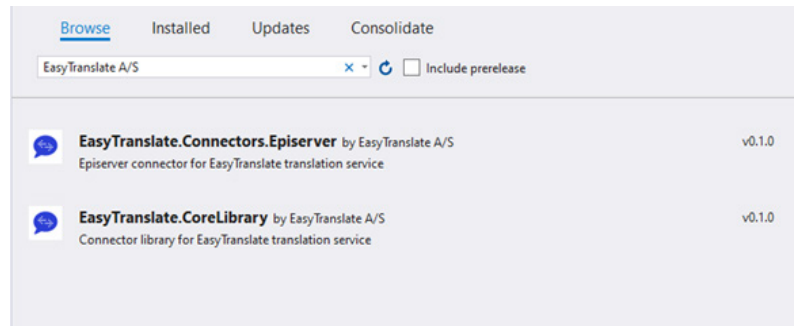 Browse Installed Updates Consolidate
EasyTranslate A/S Include prerelease
EasyTranslate.Connectors.Episerver by EasyTranslate A/S v0.1.0
Episerver connector for EasyTranslate translation service
EasyTranslate.CoreLibrary by EasyTranslate A/S v0.1.0
Connector library for EasyTranslate translation service